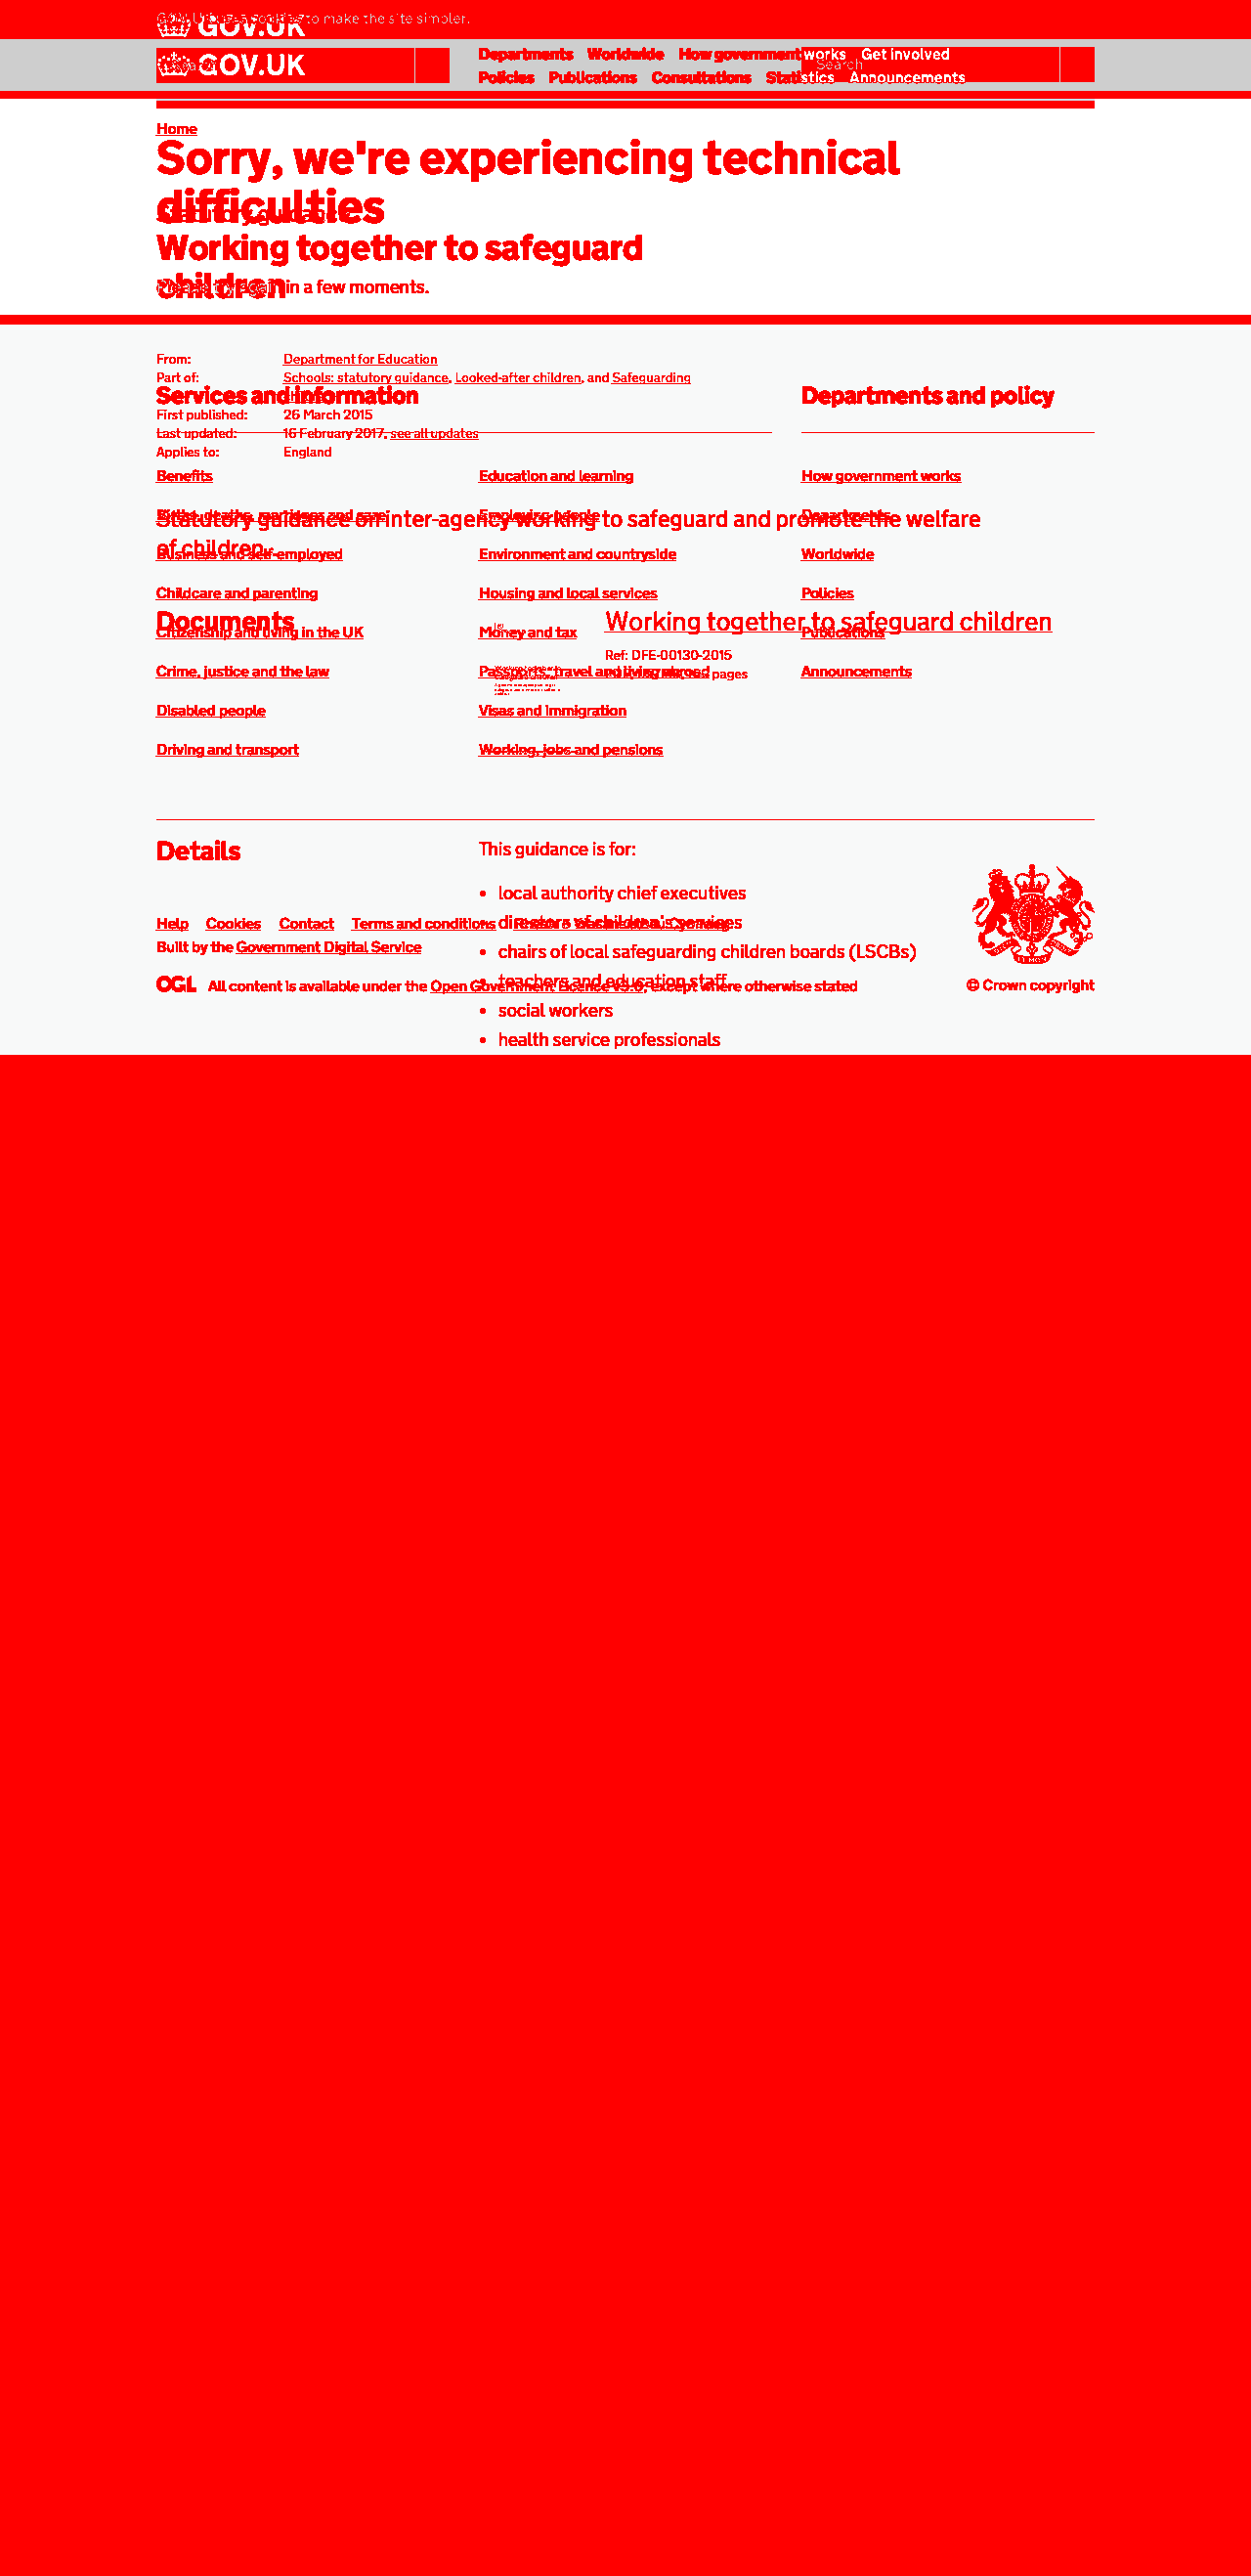 GOV.UK uses cookies to make the site simpler.
GOV.UK
GOV.UK
Search
Departments Worldwide How government works Get involved
Search
Policies Publications Consultations Statistics Announcements
Home
Sorry, we're experiencing technical
difficulties
Statutory guidance
Working together to safeguard
children
Please try again in a few moments.
From: Department for Education
Part of: Schools: statutory guidance, Looked-after children, and Safeguarding
Services and information
Departments and policy
First published: 26 March 2015
Last updated: 16 February 2017, see all updates
Applies to: England
Benefits
Education and learning
How government works
Births, deaths, marriages and care
Employing people
Departments
Statutory guidance on inter-agency working to safeguard and promote the welfare
of children.
Business and self-employed
Environment and countryside
Worldwide
Childcare and parenting
Housing and local services
Policies
Documents
Working together to safeguard children
Citizenship and living in the UK
Money and tax
Publications
Ref: DFE-00130-2015
pages
Crime, justice and the law
Passports, travel and living abroad
Announcements
Disabled people
Visas and immigration
Driving and transport
Working, jobs and pensions
Details
This guidance is for:
• local authority chief executives
• directors of children's services
Help Cookies Contact Terms and conditions
Built by the Government Digital Service
• chairs of local safeguarding children boards (LSCBs)
• teachers and education staff
OGL All content is available under the Open Government Licence v3.0, except where otherwise stated
© Crown copyright
• social workers
• health service professionals